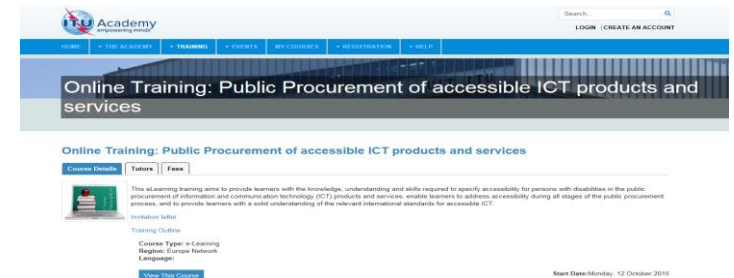 Search...
ITU Academy
empowering minds
LOGIN | CREATE AN ACCOUNT
HOME THE ACADEMY TRAINING EVENTS MY COURSES REGISTRATION HELP
Online Training: Public Procurement of accessible ICT products and
services
Online Training: Public Procurement of accessible ICT products and services
Course Details Tutors Fees
This eLearning training aims to provide learners with the knowledge, understanding and skills required to specify accessibility for persons with disabilities in the public
procurement of information and communication technology (ICT) products and services, enable learners to address accessibility during all stages of the public procurement
process, and to provide learners with a solid understanding of the relevant international standards for accessible ICT.
Invitation letter
Training Outline
Course Type: e-Learning
Region: Europe Network
Language:
View This Course
Start Date:Monday, 12 October 2015